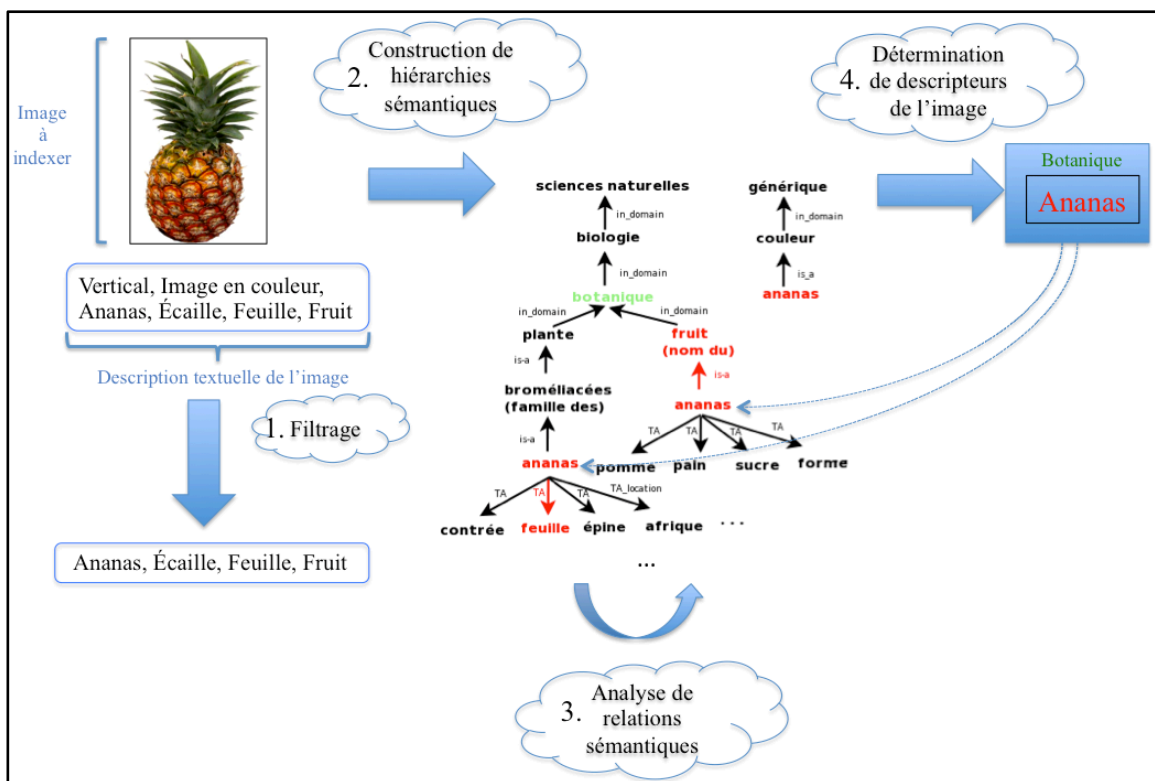 Image
à
indexer
Vertical, Image en couleur,
Ananas, Écaille, Feuille, Fruit
Description textuelle de l’image
1. Filtrage
Ananas, Écaille, Feuille, Fruit
2. Construction de
hiérarchies
sémantiques
sciences naturelles
in_domain
biologie
in_domain
botanique
in_domain
in_domain
plante
fruit
(nom du)
is-a
is-a
broméliacées
(famille des)
ananas
is-a
TA
TA
TA
TA
ananas
pomme
pain
sucre
forme
TA
TA
TA
TA_location
contrée
feuille
épine
afrique
...
...
générique
in_domain
couleur
is_a
ananas
3. Analyse de
relations
sémantiques
4. Détermination
de descripteurs
de l’image
Botanique
Ananas